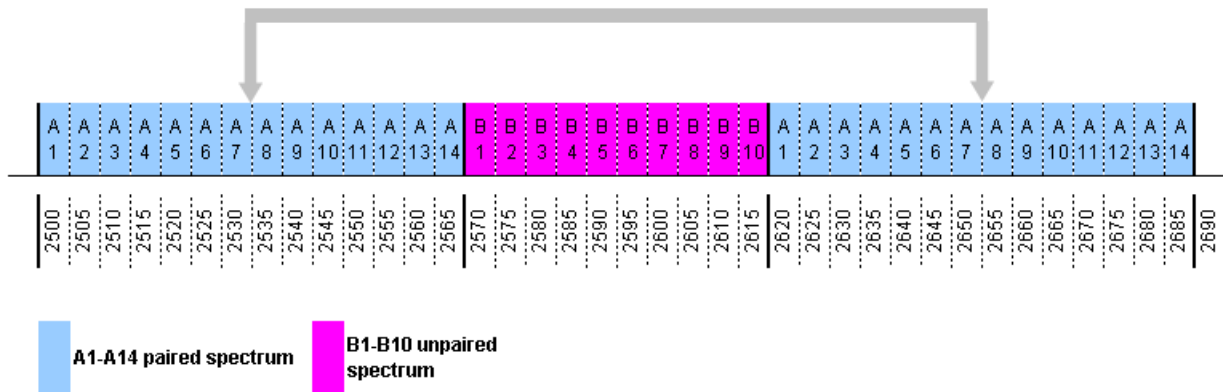 A A A A A A A A A A A A A A B B B B B B B B B B A A A A A A A A A A A A A A
1 2 3 4 5 6 7 8 9 10 11 12 13 14 1 2 3 4 5 6 7 8 9 10 1 2 3 4 5 6 7 8 9 10 11 12 13 14
2500 2505 2510 2515 2520 2525 2530 2535 2540 2545 2550 2555 2560 2565 2570 2575 2580 2585 2590 2595 2600 2605 2610 2615 2620 2625 2630 2635 2640 2645 2650 2655 2660 2665 2670 2675 2680 2685 2690
A1-A14 paired spectrum
B1-B10 unpaired
spectrum